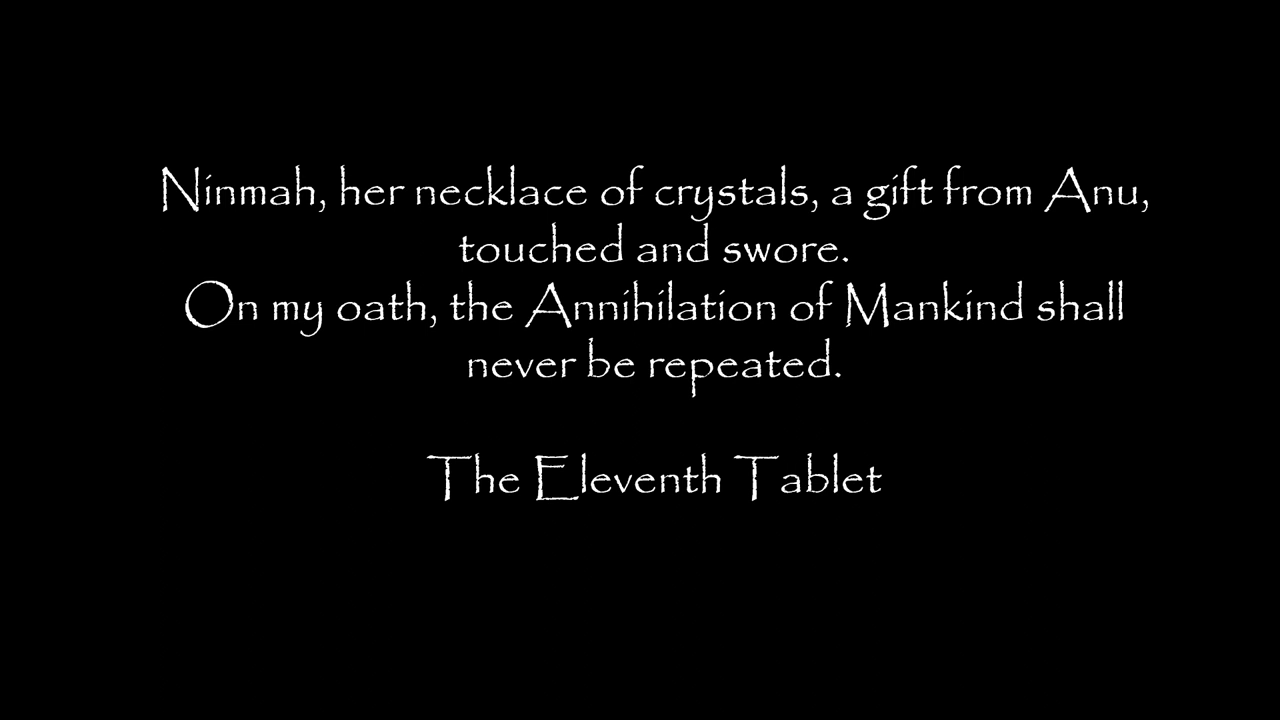 Ninmah, her necklace of crystals, a gift from Anu,
touched and swore.
On my oath, the Annihilation of Mankind shall
never be repeated.
The Eleventh Tablet